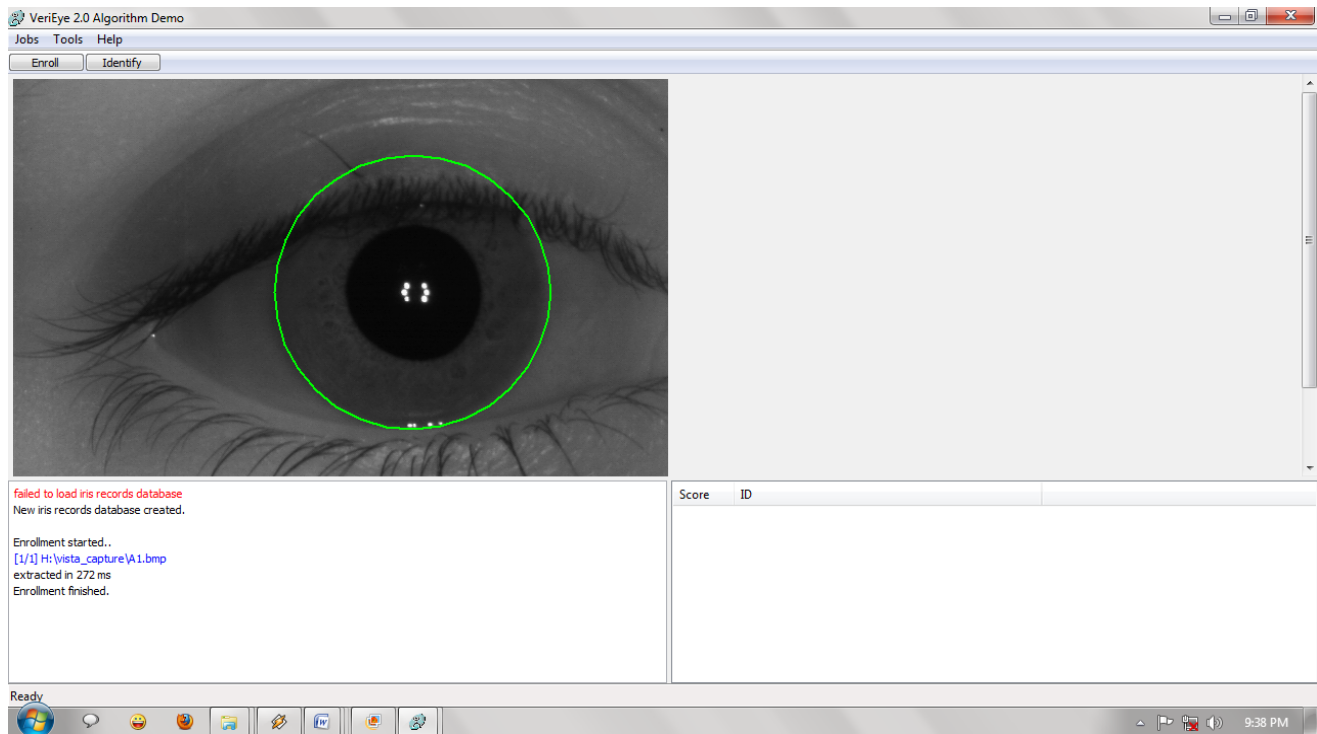 VeriEye 2.0 Algorithm Demo
Jobs Tools Help
Enroll Identify
failed to load iris records database
New iris records database created.
Enrollment started..
[1/1] H:\vista_capture\A1.bmp
extracted in 272 ms
Enrollment finished.
Score ID
Ready
9:38 PM